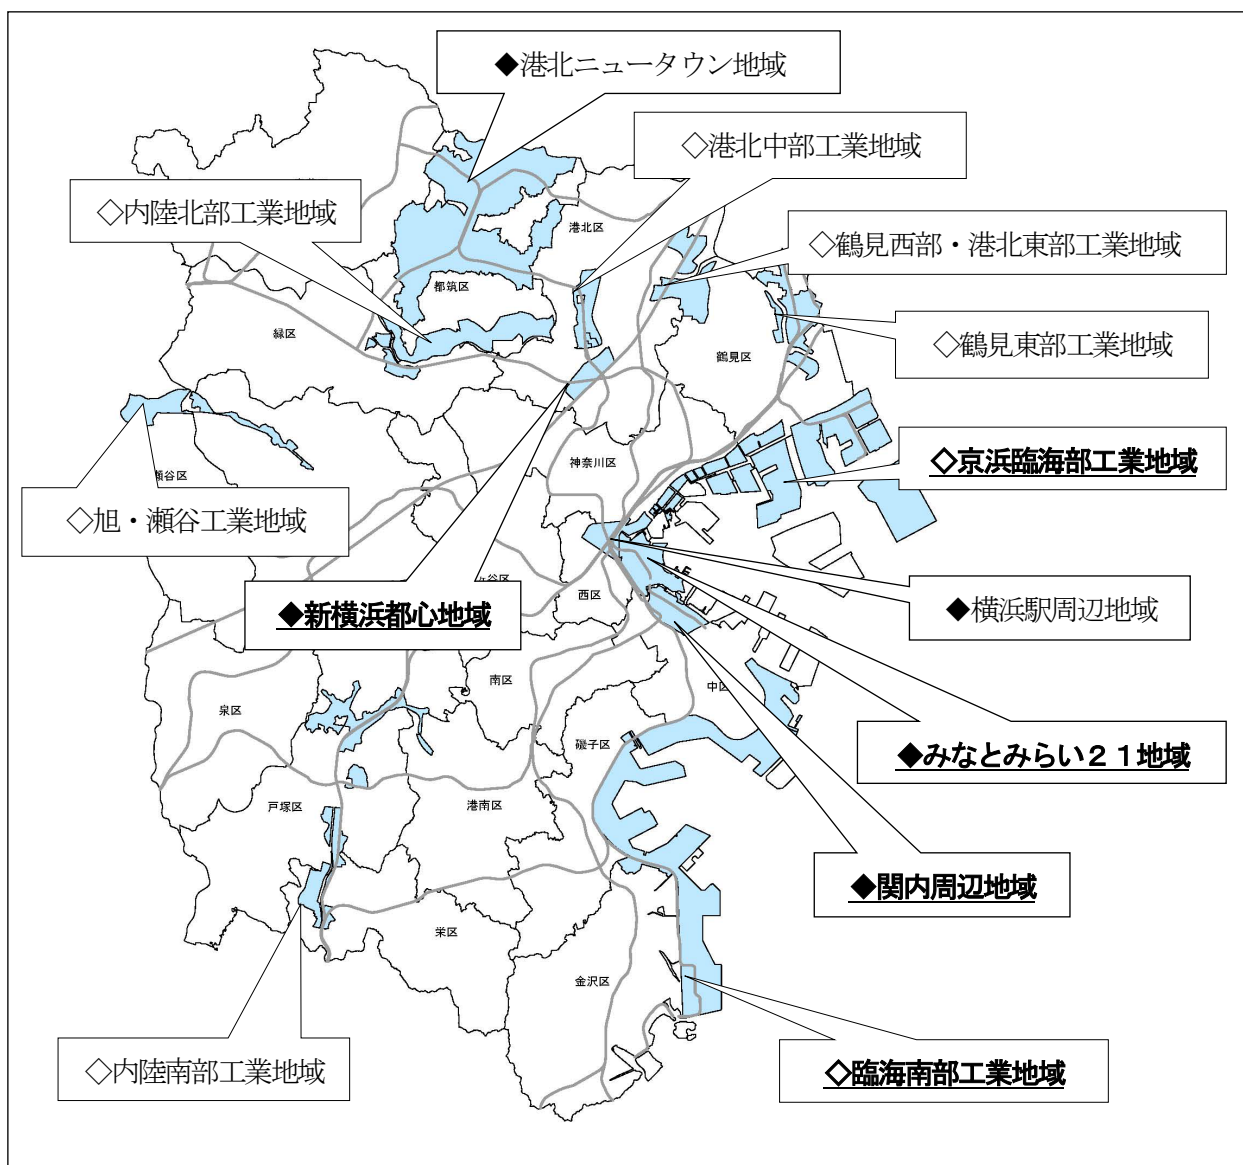 ◆港北ニュータウン地域
◇港北中部工業地域
◇内陸北部工業地域
港北区
◇鶴見西部・港北東部工業地域
都筑区
緑区
鶴見区
◇鶴見東部工業地域
神奈川区
◇京浜臨海部工業地域
瀬谷区
◇旭・瀬谷工業地域
西区
◆新横浜都心地域
◆横浜駅周辺地域
南区
中区
泉区
磯子区
◆みなとみらい２１地域
戸塚区
港南区
◆関内周辺地域
栄区
金沢区
◇内陸南部工業地域
◇臨海南部工業地域